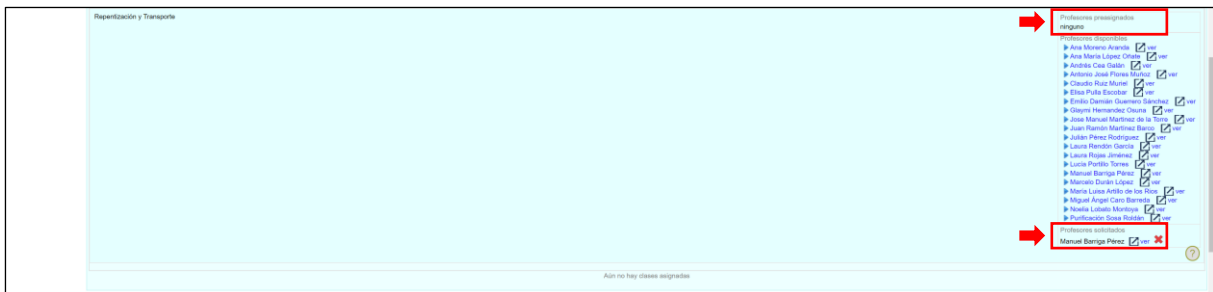 Repentización y Transporte
Profesores preasignados
ninguno
Profesores disponibles
Ana Moreno Aranda ver
Ana María López Oñate ver
Andrés Cea Galán ver
Antonio José Flores Muñoz ver
Claudio Ruiz Muriel ver
Elisa Pulla Escobar ver
Emilio Damián Guerrero Sánchez ver
Glaymi Hernandez Osuna ver
Jose Manuel Martinez de la Torre ver
Juan Ramón Martínez Barco ver
Julián Pérez Rodríguez ver
Laura Rendón García ver
Laura Rojas Jiménez ver
Lucía Portillo Torres ver
Manuel Barriga Pérez ver
Marcelo Durán López ver
María Luisa Artillo de los Ríos ver
Miguel Ángel Caro Barreda ver
Noelia Lobato Montoya ver
Purificación Sosa Roldán ver
Profesores solicitados
Manuel Barriga Pérez ver
?
Aún no hay clases asignadas